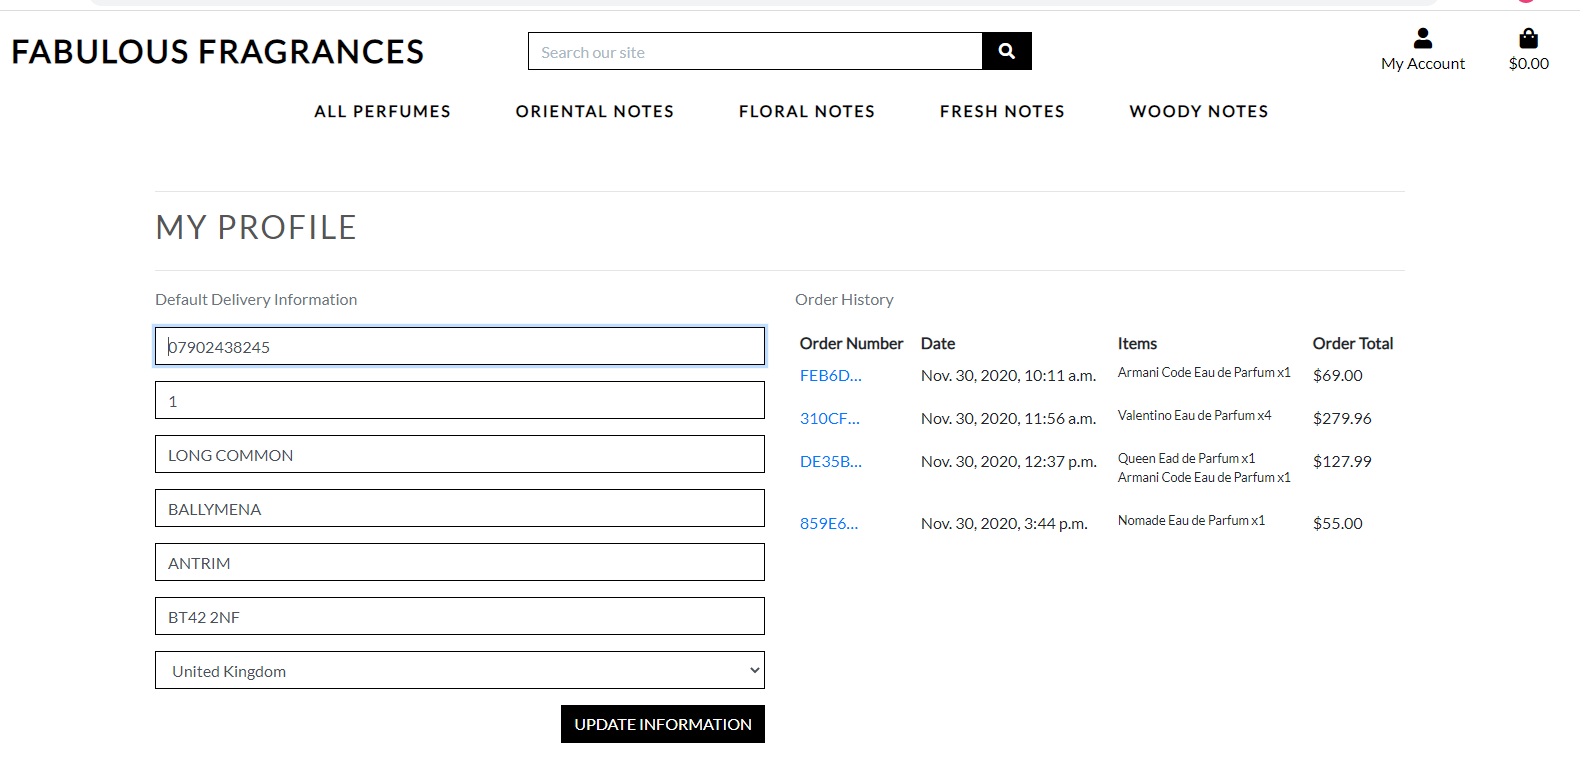 FABULOUS FRAGRANCES
Search our site
My Account
$0.00
ALL PERFUMES ORIENTAL NOTES FLORAL NOTES FRESH NOTES WOODY NOTES
MY PROFILE
Default Delivery Information
07902438245
1
LONG COMMON
BALLYMENA
ANTRIM
BT42 2NF
United Kingdom
UPDATE INFORMATION
Order History
Order Number Date Items Order Total
FEB6D... Nov. 30, 2020, 10:11 a.m. Armani Code Eau de Parfum x1 $69.00
310CF... Nov. 30, 2020, 11:56 a.m. Valentino Eau de Parfum x4 $279.96
DE35B... Nov. 30, 2020, 12:37 p.m. Queen Ead de Parfum x1 $127.99
Armani Code Eau de Parfum x1
859E6... Nov. 30, 2020, 3:44 p.m. Nomade Eau de Parfum x1 $55.00